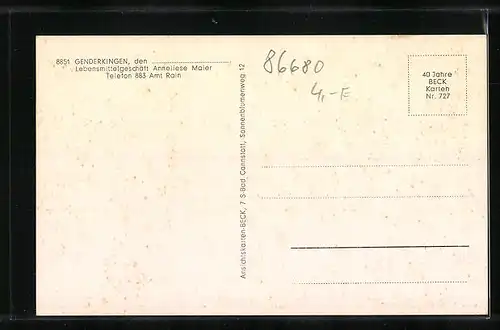 8851 GENDERKINGEN, den
Lebensmittelgeschäft Anneliese Maier
Telefon 883 Amt Rain
86680
4,-E
40 Jahre
BECK
Karten
Nr. 727
Ansichtskarten-BECK, 7 S-Bad Cannstatt, Sonnenblumenweg 12